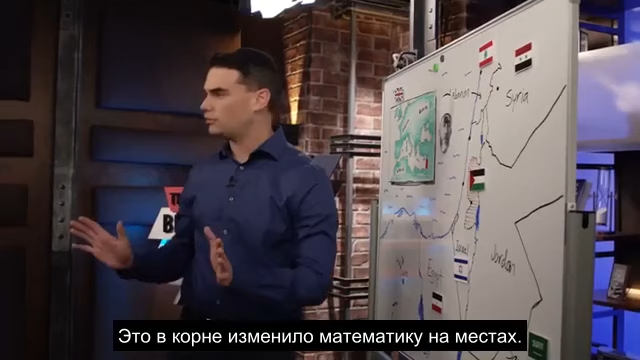 Lebanon
Syria
Israel
Jordan
Egypt
Это в корне изменило математику на местах.